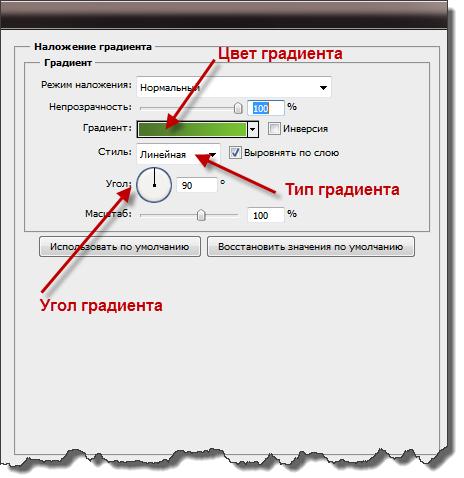 Наложение градиента
Цвет градиента
Градиент
Режим наложения: Нормальный
Непрозрачность: 100 %
Градиент: Инверсия
Стиль: Линейная Выровнять по слою
Угол: 90 °
Тип градиента
Масштаб: 100 %
Использовать по умолчанию Восстановить значения по умолчанию
Угол градиента